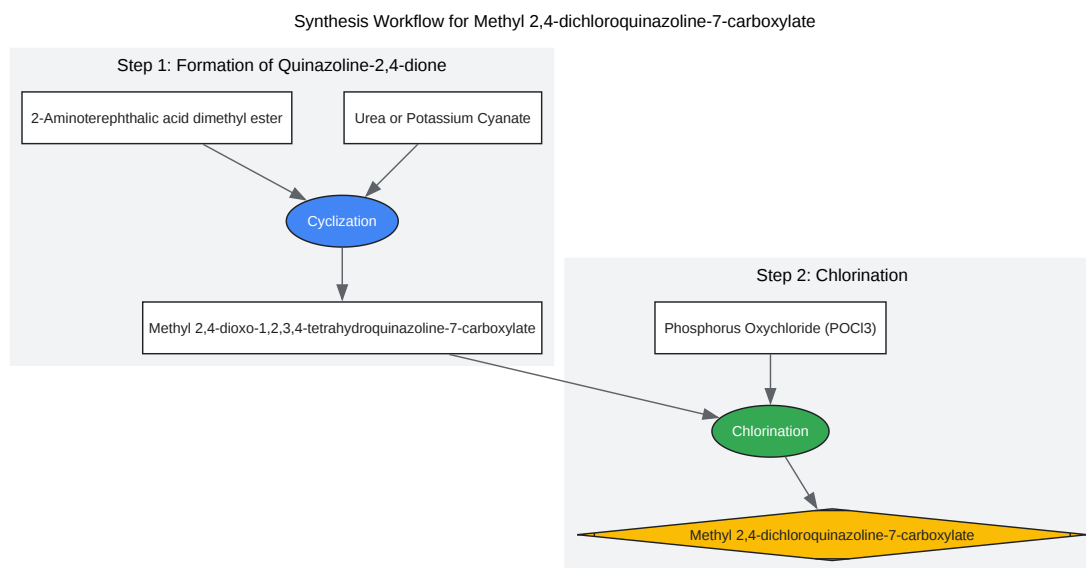 Synthesis Workflow for Methyl 2,4-dichloroquinazoline-7-carboxylate
Step 1: Formation of Quinazoline-2,4-dione
2-Aminoterephthalic acid dimethyl ester
Urea or Potassium Cyanate
Cyclization
Methyl 2,4-dioxo-1,2,3,4-tetrahydroquinazoline-7-carboxylate
Step 2: Chlorination
Phosphorus Oxychloride (POCl3)
Chlorination
Methyl 2,4-dichloroquinazoline-7-carboxylate